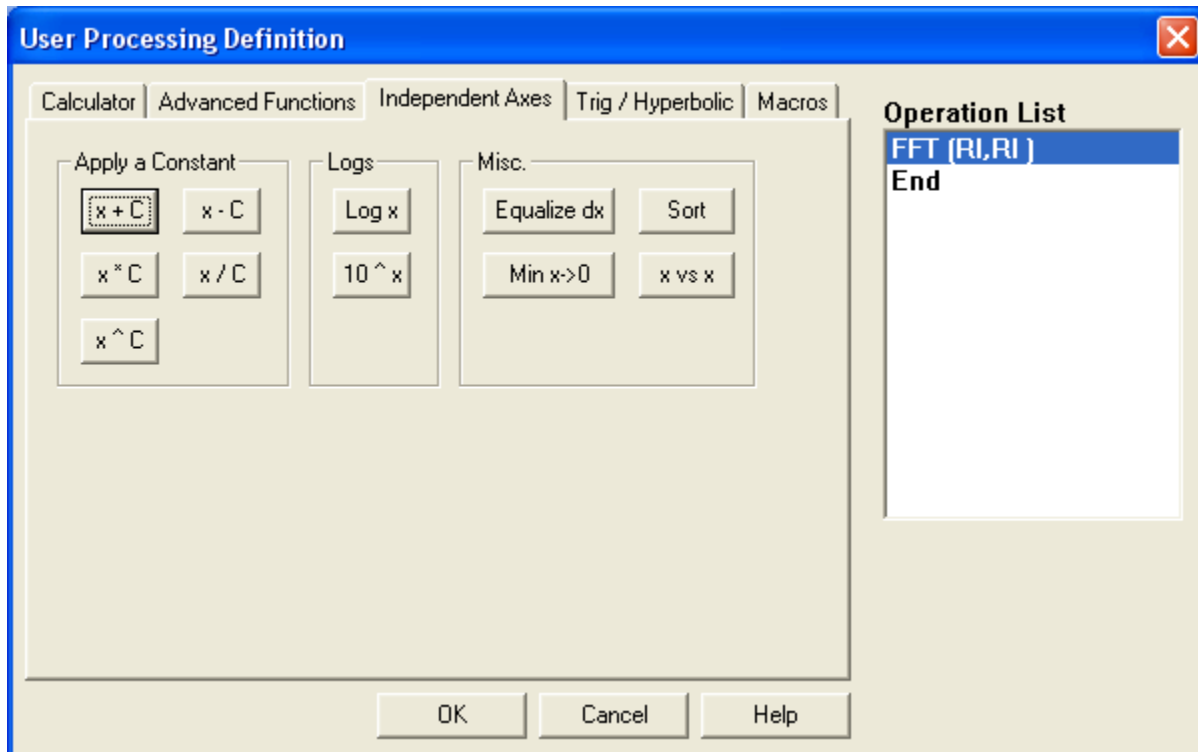 User Processing Definition
Calculator
Advanced Functions
Independent Axes
Trig / Hyperbolic
Macros
Apply a Constant
x + C
x - C
x * C
x / C
x ^ C
Logs
Log x
10 ^ x
Misc.
Equalize dx
Sort
Min x->0
x vs x
Operation List
FFT (RI,RI )
End
OK
Cancel
Help